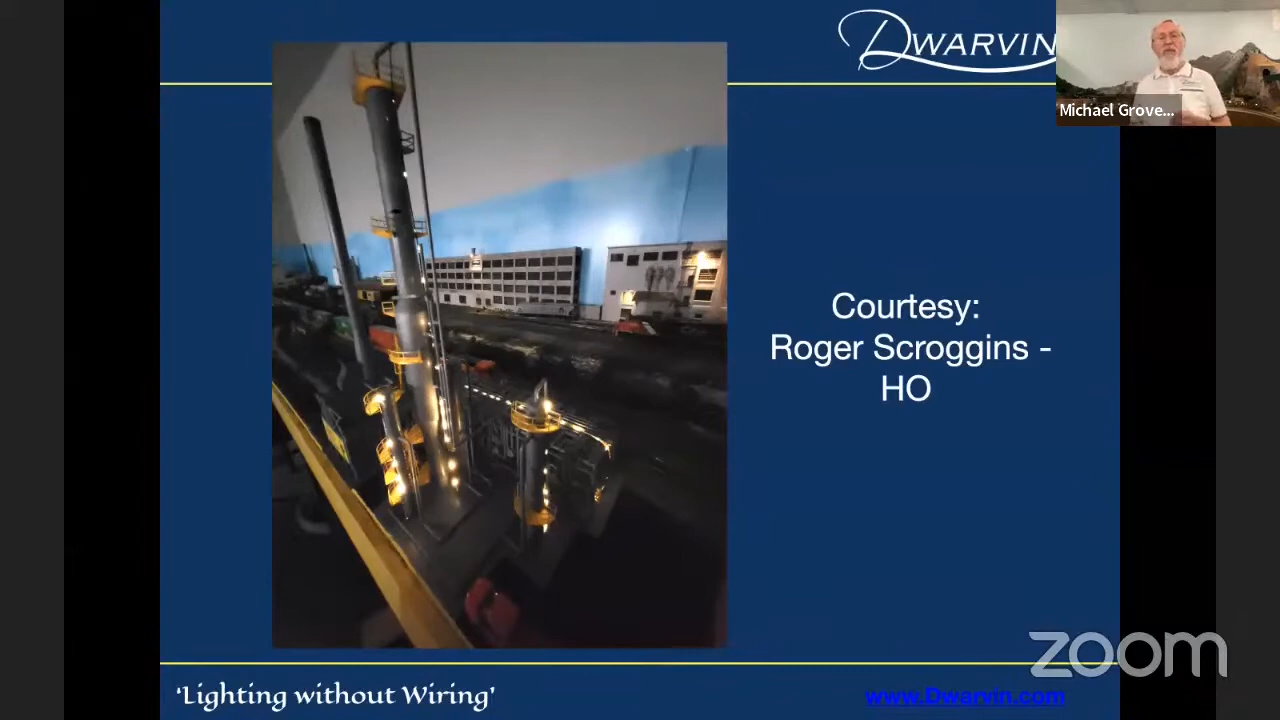 DWARVIN
Michael Grove...
Courtesy:
Roger Scroggins -
HO
zoom
'Lighting without Wiring'
www.Dwarvin.com